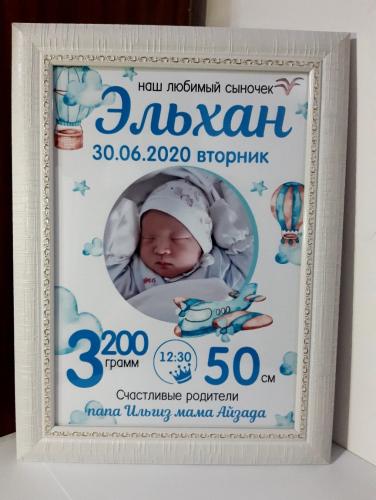 наш любимый сыночек
Эльхан
30.06.2020 вторник
3200
грамм
12:30
50 см
Счастливые родители
папа Ильгиз мама Айзада